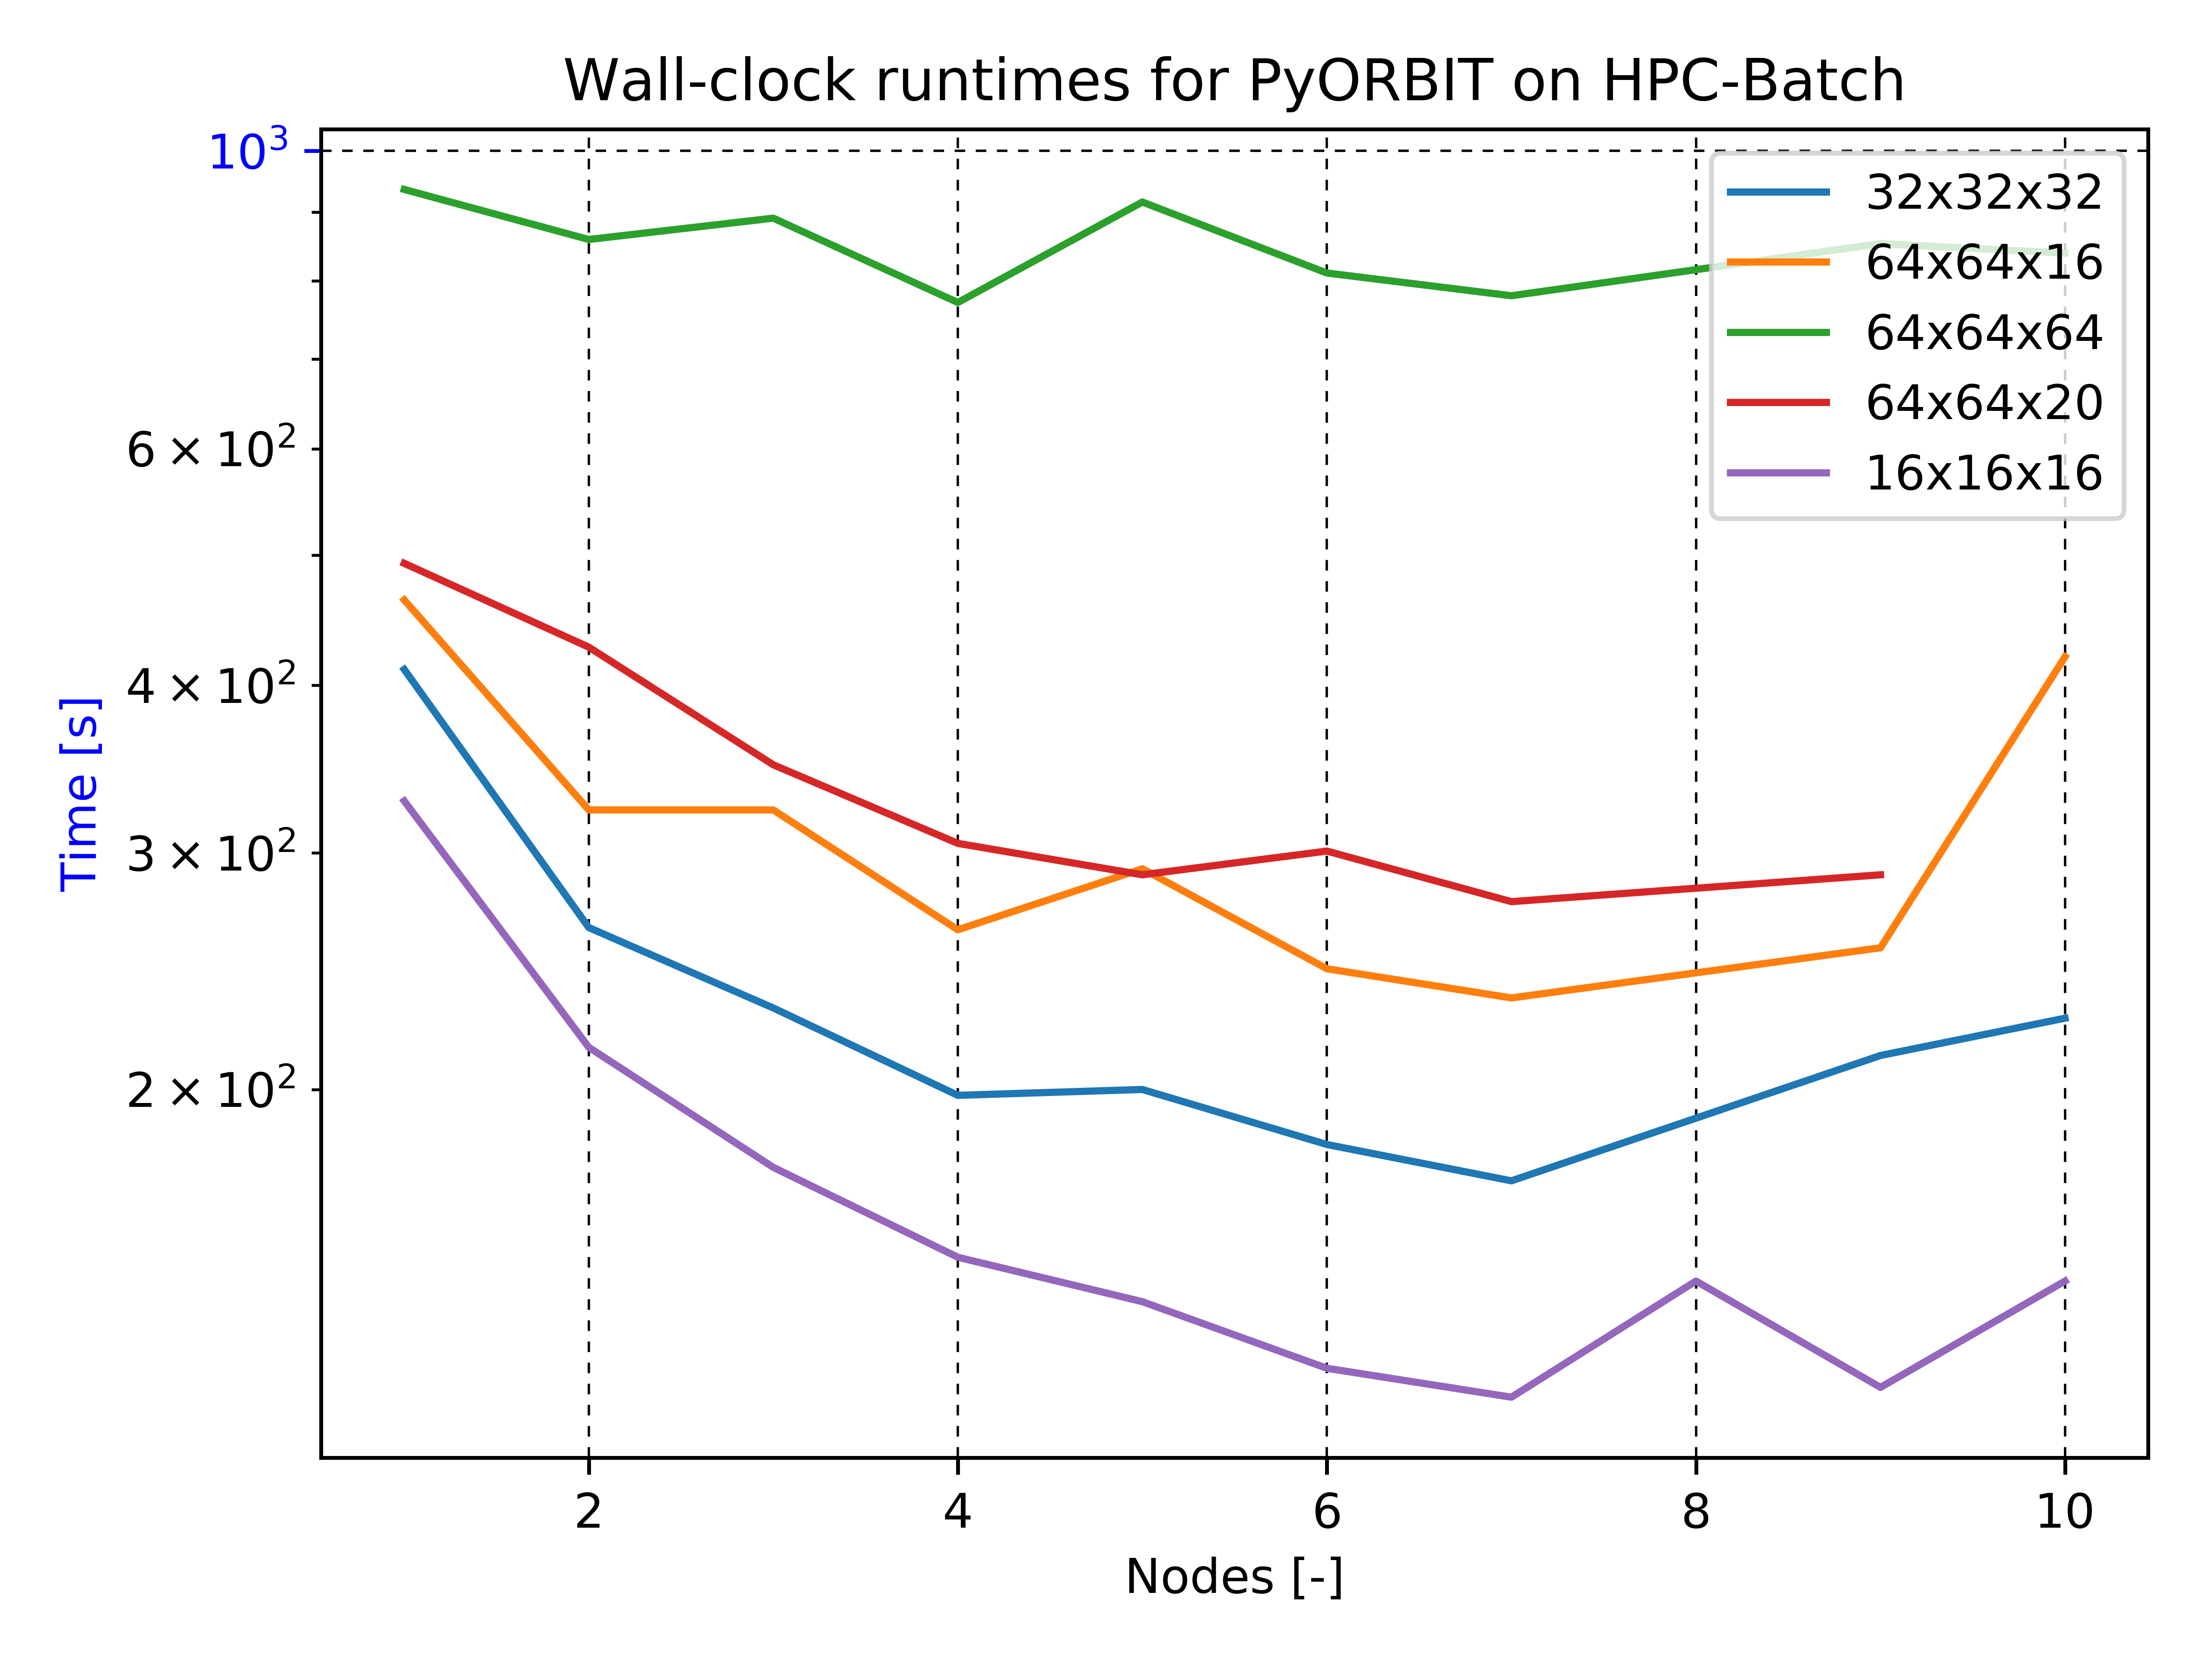 Wall-clock runtimes for PyORBIT on HPC-Batch
10³
6 × 10²
4 × 10²
3 × 10²
2 × 10²
Time [s]
32x32x32
64x64x16
64x64x64
64x64x20
16x16x16
2 4 6 8 10
Nodes [-]